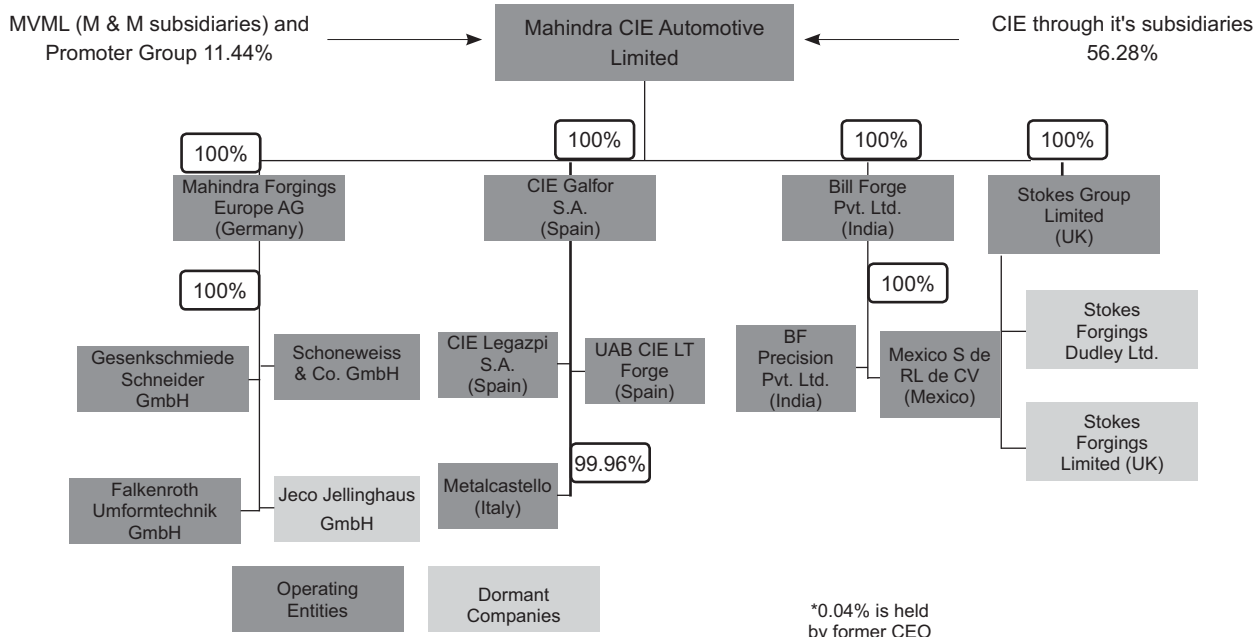 MVML (M & M subsidiaries) and
Promoter Group 11.44%
Mahindra CIE Automotive
Limited
CIE through it's subsidiaries
56.28%
100%
100%
100%
100%
Mahindra Forgings
Europe AG
(Germany)
CIE Galfor
S.A.
(Spain)
Bill Forge
Pvt. Ltd.
(India)
Stokes Group
Limited
(UK)
100%
100%
Gesenkschmiede
Schneider
GmbH
Schoneweiss
& Co. GmbH
CIE Legazpi
S.A.
(Spain)
UAB CIE LT
Forge
(Spain)
BF
Precision
Pvt. Ltd.
(India)
Mexico S de
RL de CV
(Mexico)
Stokes
Forgings
Dudley Ltd.
Falkenroth
Umformtechnik
GmbH
Jeco Jellinghaus
GmbH
99.96%
Metalcastello
(Italy)
Stokes
Forgings
Limited (UK)
Operating
Entities
Dormant
Companies
*0.04% is held
by former CEO